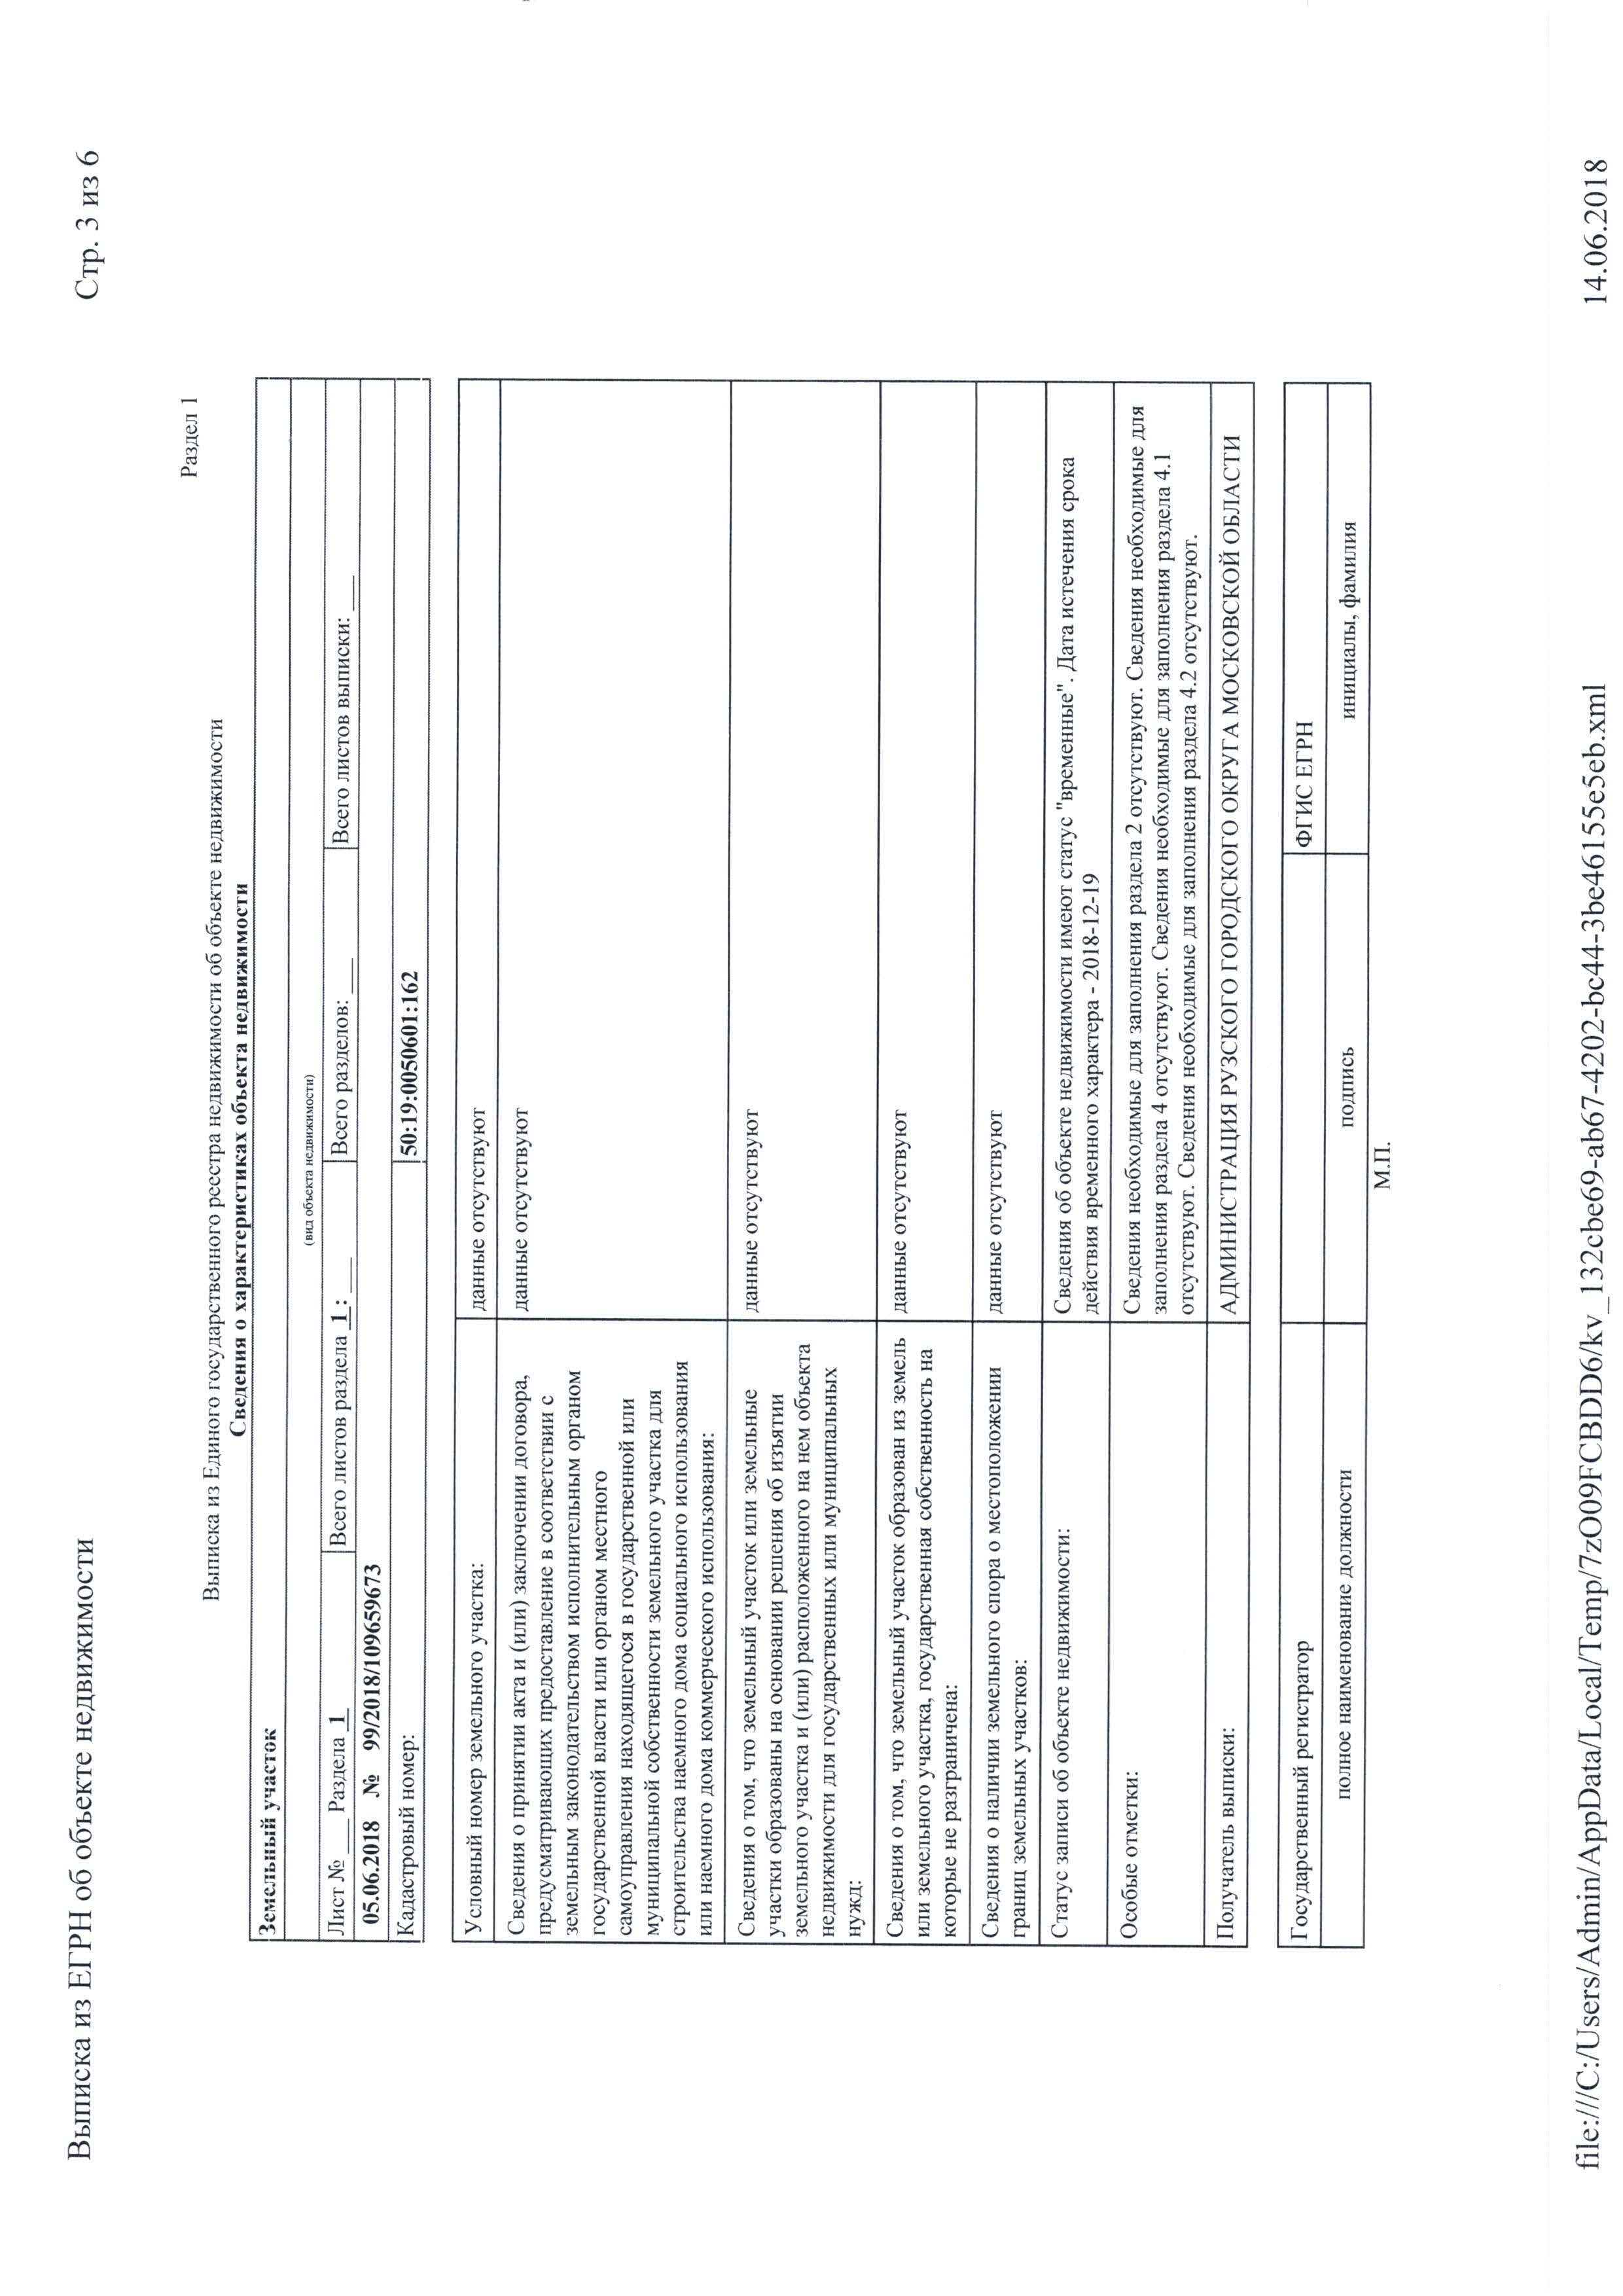 Выписка из ЕГРН об объекте недвижимости
Стр. 3 из 6
Раздел 1
Выписка из Единого государственного реестра недвижимости об объекте недвижимости
Сведения о характеристиках объекта недвижимости
Земельный участок
(вид объекта недвижимости)
Лист № ___ Раздела 1 Всего листов раздела 1 : ___ Всего разделов: ___ Всего листов выписки: ___
05.06.2018 № 99/2018/109659673
Кадастровый номер: 50:19:0050601:162
Условный номер земельного участка: данные отсутствуют
Сведения о принятии акта и (или) заключении договора, данные отсутствуют
предусматривающих предоставление в соответствии с
земельным законодательством исполнительным органом
государственной власти или органом местного
самоуправления находящегося в государственной или
муниципальной собственности земельного участка для
строительства наемного дома социального использования
или наемного дома коммерческого использования:
Сведения о том, что земельный участок или земельные данные отсутствуют
участки образованы на основании решения об изъятии
земельного участка и (или) расположенного на нем объекта
недвижимости для государственных или муниципальных
нужд:
Сведения о том, что земельный участок образован из земель данные отсутствуют
или земельного участка, государственная собственность на
которые не разграничена:
Сведения о наличии земельного спора о местоположении данные отсутствуют
границ земельных участков:
Статус записи об объекте недвижимости: Сведения об объекте недвижимости имеют статус "временные". Дата истечения срока
действия временного характера - 2018-12-19
Особые отметки: Сведения необходимые для заполнения раздела 2 отсутствуют. Сведения необходимые для
заполнения раздела 4 отсутствуют. Сведения необходимые для заполнения раздела 4.1
отсутствуют. Сведения необходимые для заполнения раздела 4.2 отсутствуют.
Получатель выписки: АДМИНИСТРАЦИЯ РУЗСКОГО ГОРОДСКОГО ОКРУГА МОСКОВСКОЙ ОБЛАСТИ
Государственный регистратор ФГИС ЕГРН
полное наименование должности подпись инициалы, фамилия
М.П.
file:///C:/Users/Admin/AppData/Local/Temp/7zO09FCBDD6/kv_132cbe69-ab67-4202-bc44-3be46155e5eb.xml 14.06.2018